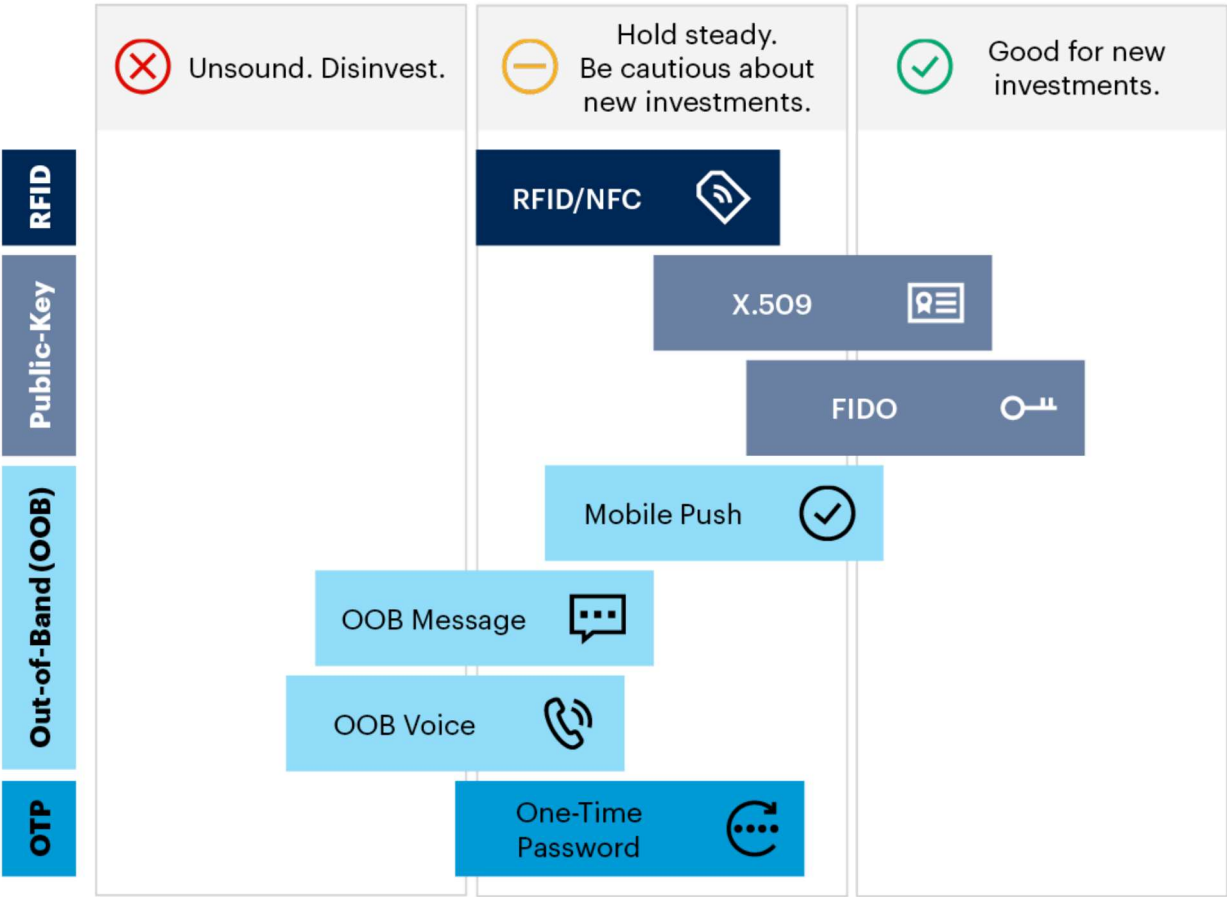 Unsound. Disinvest.
Hold steady.
Be cautious about
new investments.
Good for new
investments.
RFID
RFID/NFC
Public-Key
X.509
FIDO
Out-of-Band (OOB)
Mobile Push
OOB Message
OOB Voice
OTP
One-Time
Password